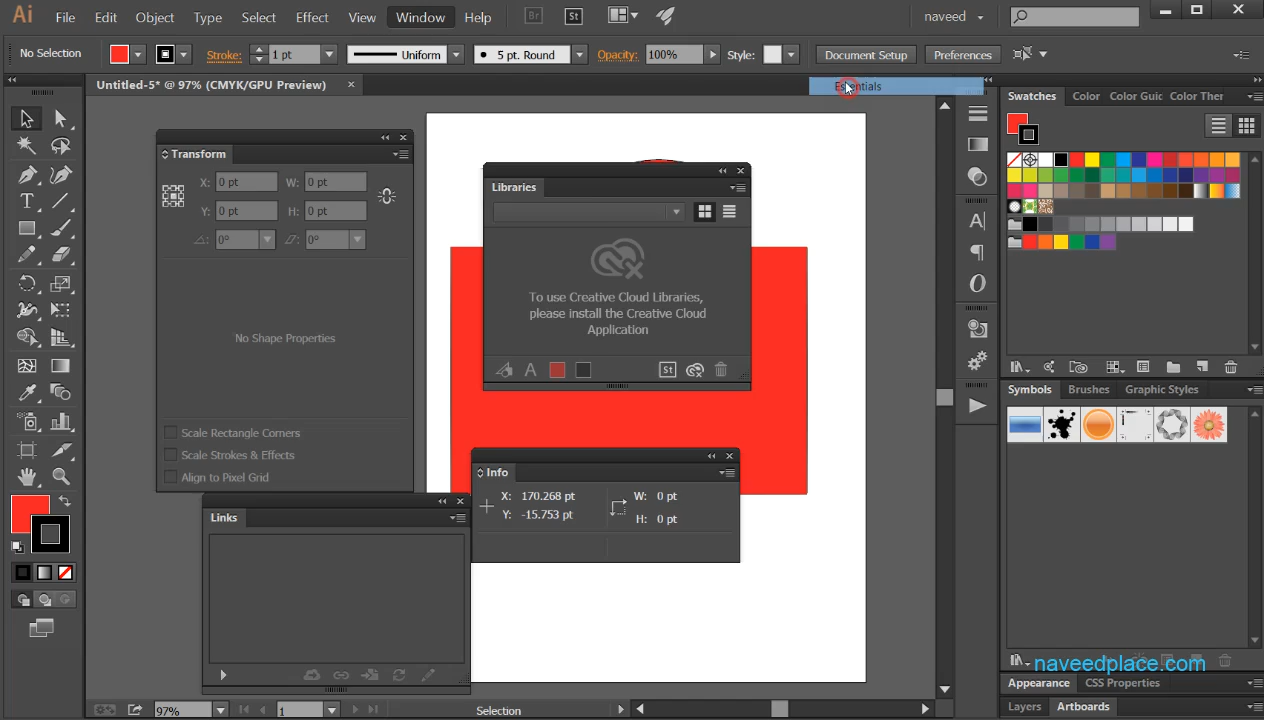 Ai File Edit Object Type Select Effect View Window Help Br St naveed
No Selection Stroke: 1 pt Uniform 5 pt. Round Opacity: 100% Style: Document Setup Preferences
Untitled-5* @ 97% (CMYK/GPU Preview)
Essentials
Swatches Color Color Guic Color Ther
Transform
X: 0 pt W: 0 pt
Y: 0 pt H: 0 pt
0° 0°
No Shape Properties
Scale Rectangle Corners
Scale Strokes & Effects
Align to Pixel Grid
Libraries
To use Creative Cloud Libraries,
please install the Creative Cloud
Application
A St
Info
X: 170.268 pt W: 0 pt
Y: -15.753 pt H: 0 pt
Links
Symbols Brushes Graphic Styles
naveedplace.com
Appearance CSS Properties
Layers Artboards
97% 1 Selection